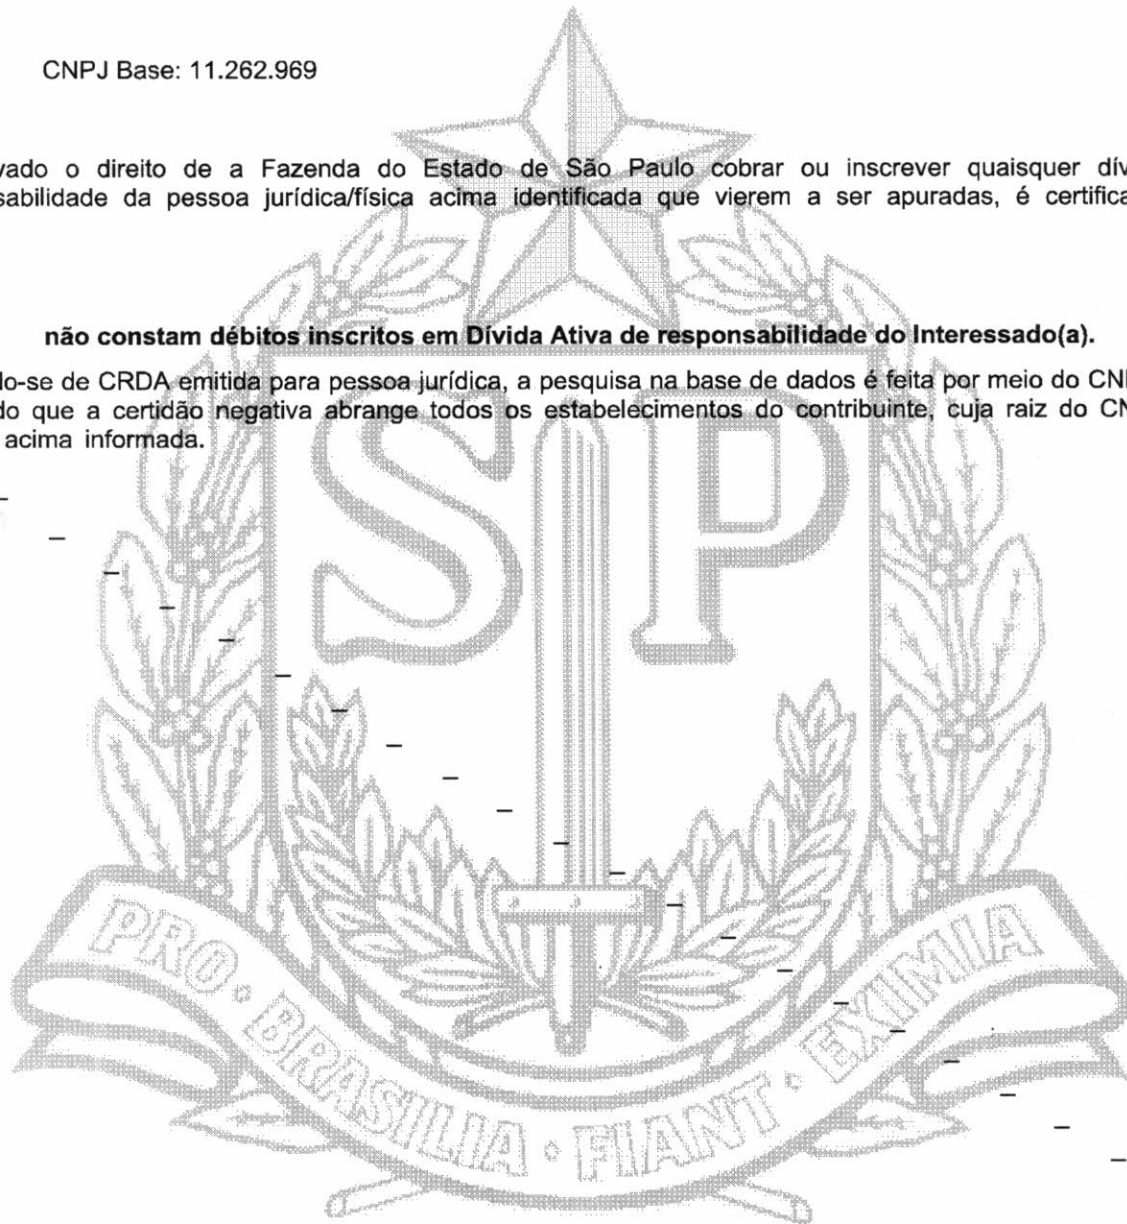 CNPJ Base: 11.262.969
vado o direito de a Fazenda do Estado de São Paulo cobrar ou inscrever quaisquer dív
sabilidade da pessoa jurídica/física acima identificada que vierem a ser apuradas, é certifica
não constam débitos inscritos em Dívida Ativa de responsabilidade do Interessado(a).
do-se de CRDA emitida para pessoa jurídica, a pesquisa na base de dados é feita por meio do CN
do que a certidão negativa abrange todos os estabelecimentos do contribuinte, cuja raiz do CN
acima informada.
SP
PRO · BRASILIA · FIANT · EXIMIA